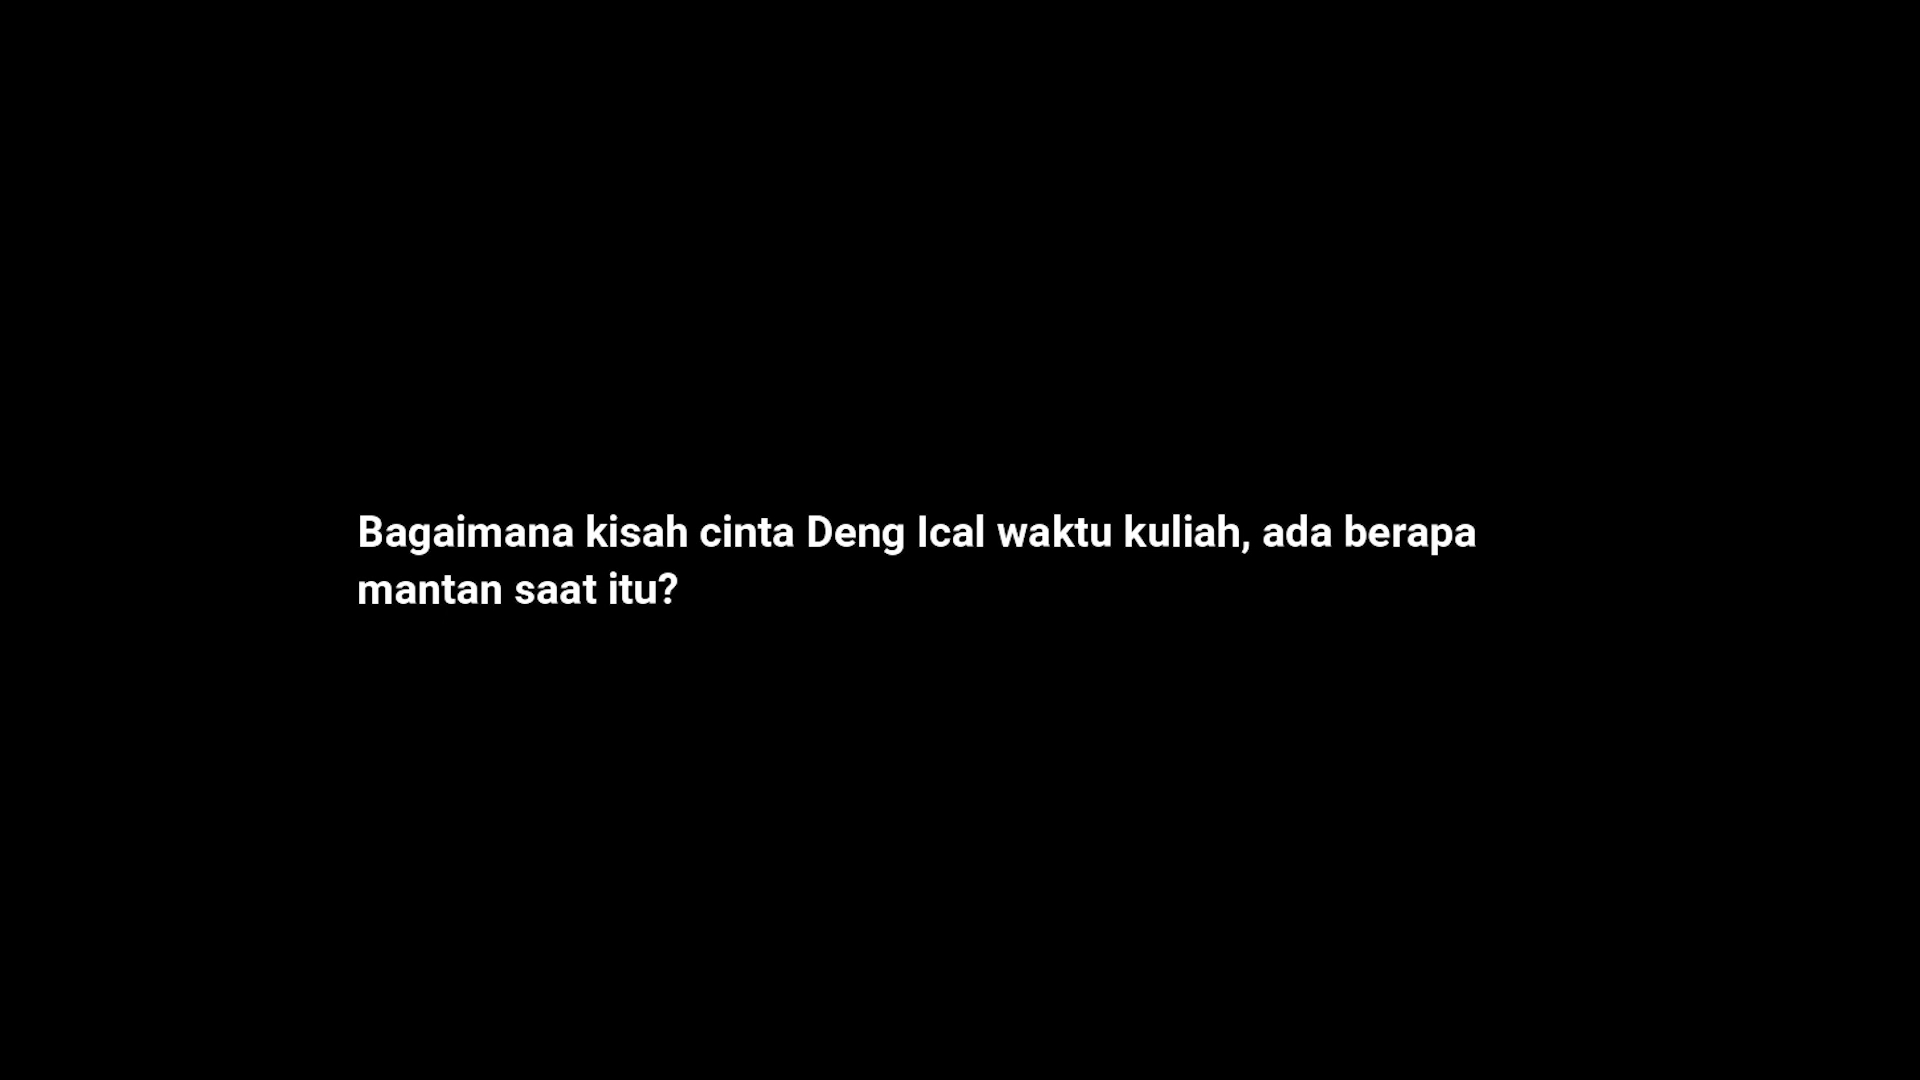 Bagaimana kisah cinta Deng Ical waktu kuliah, ada berapa
mantan saat itu?